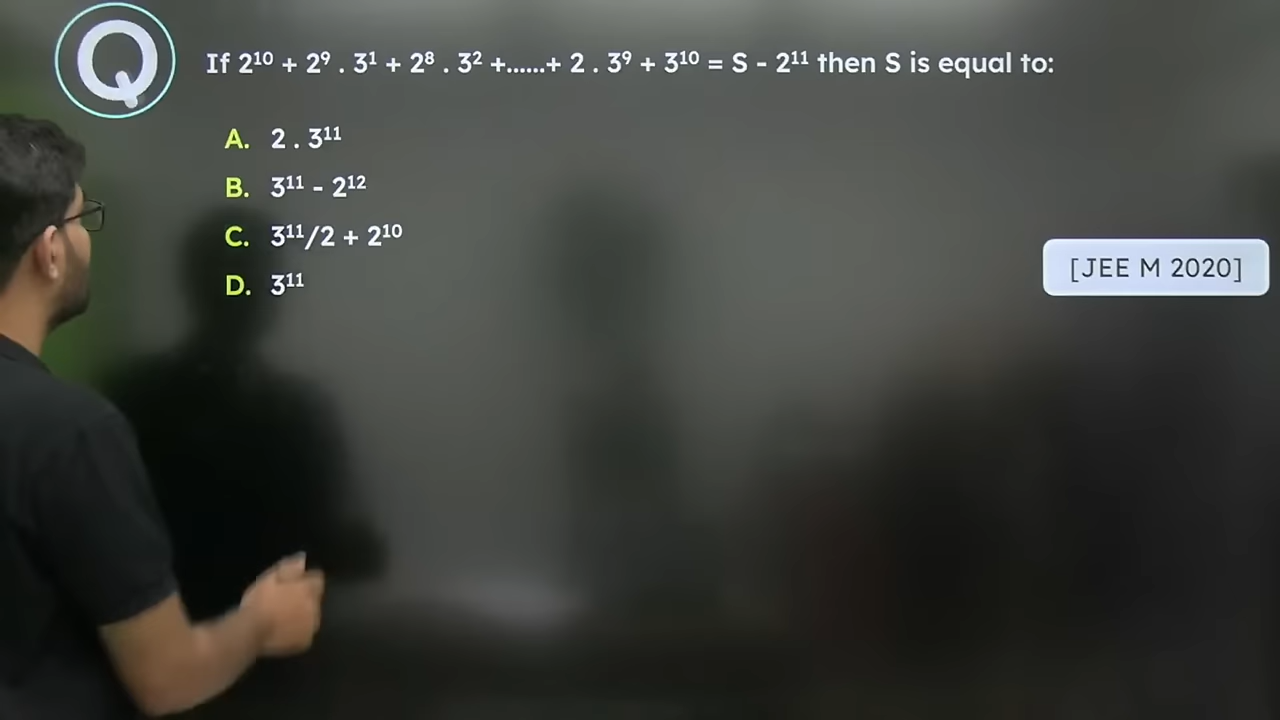 Q
If 2¹⁰ + 2⁹ . 3¹ + 2⁸ . 3² +......+ 2 . 3⁹ + 3¹⁰ = S - 2¹¹ then S is equal to:
A. 2 . 3¹¹
B. 3¹¹ - 2¹²
C. 3¹¹/2 + 2¹⁰
D. 3¹¹
[JEE M 2020]